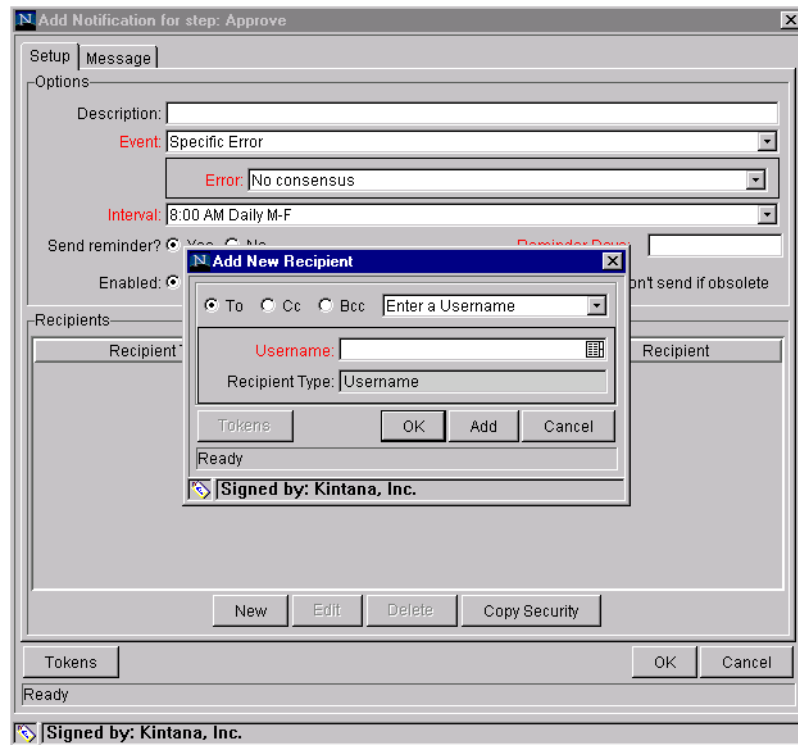 Add Notification for step: Approve
Setup Message
Options
Description:
Event: Specific Error
Error: No consensus
Interval: 8:00 AM Daily M-F
Send reminder?
Enabled: on't send if obsolete
Add New Recipient
To Cc Bcc Enter a Username
Username:
Recipient Type: Username
Tokens OK Add Cancel
Ready
Signed by: Kintana, Inc.
Recipients
Recipient Recipient
New Edit Delete Copy Security
Tokens OK Cancel
Ready
Signed by: Kintana, Inc.